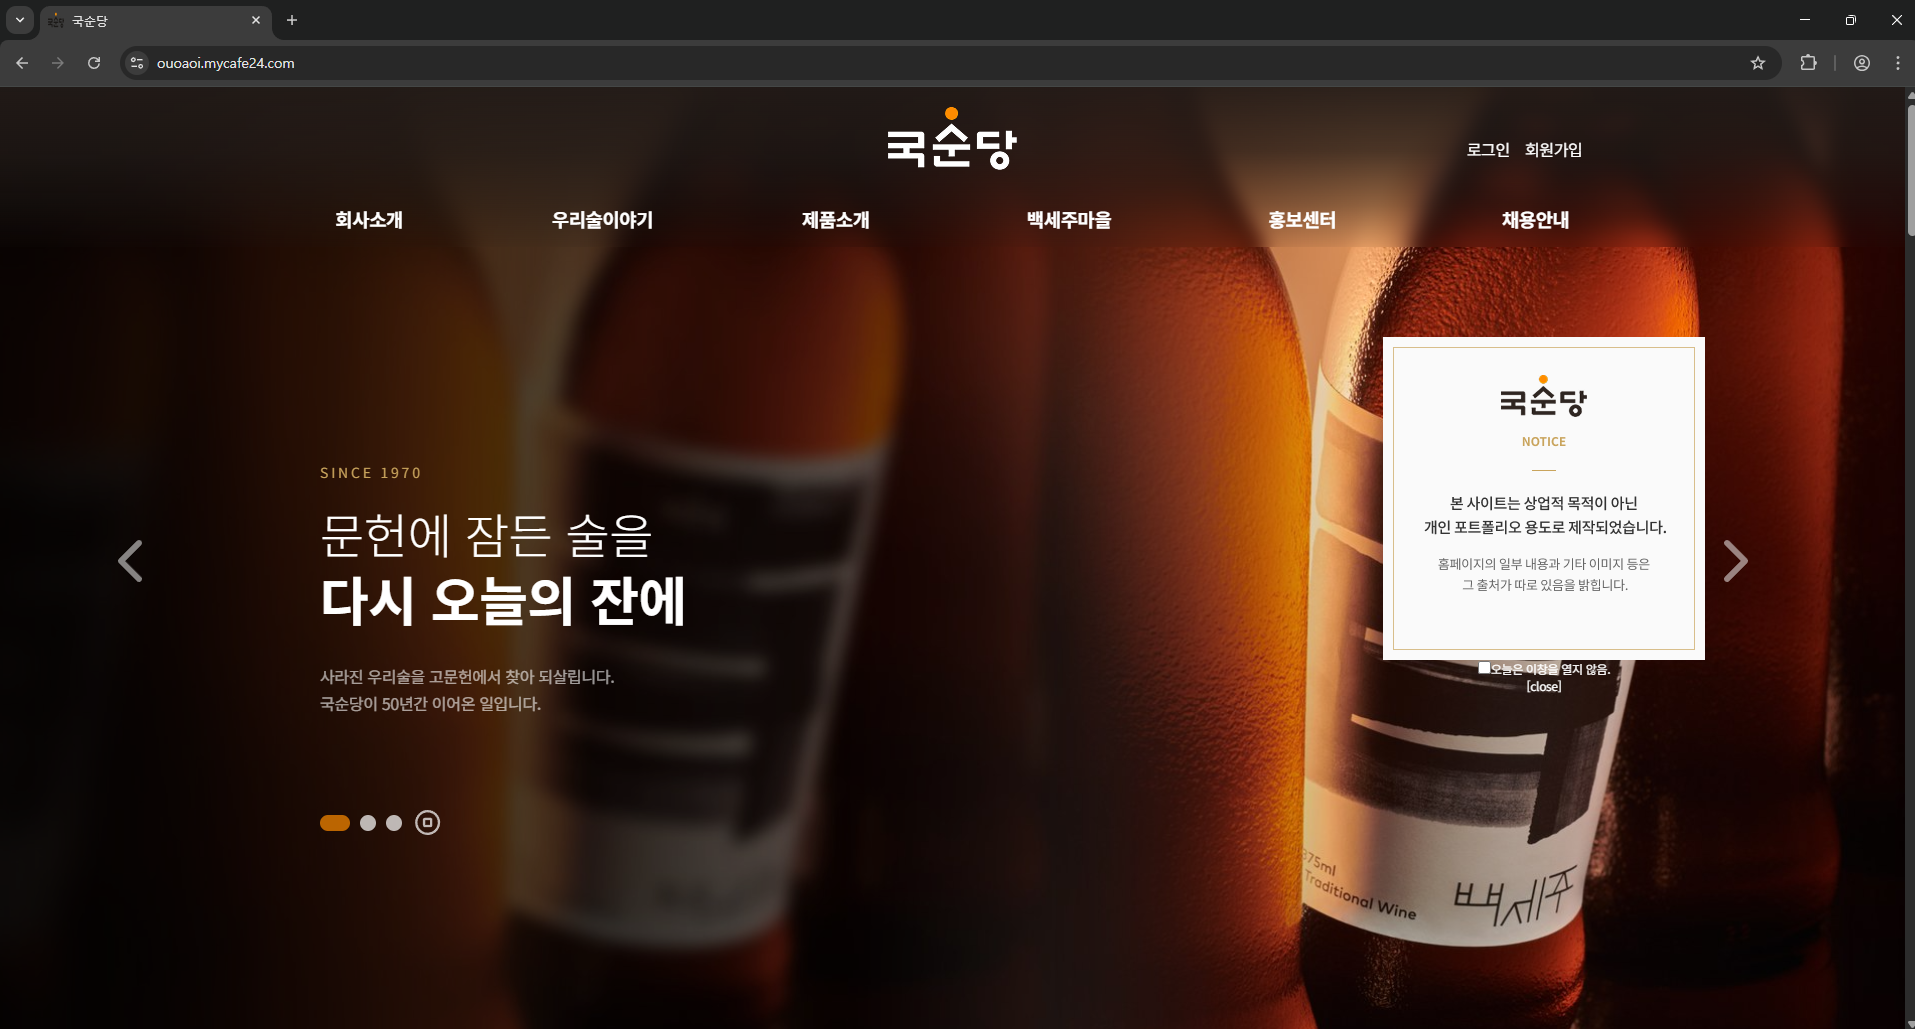 국순당
ouoaoi.mycafe24.com
국순당
로그인 회원가입
회사소개 우리술이야기 제품소개 백세주마을 홍보센터 채용안내
SINCE 1970
문헌에 잠든 술을
다시 오늘의 잔에
사라진 우리술을 고문헌에서 찾아 되살립니다.
국순당이 50년간 이어온 일입니다.
국순당
NOTICE
본 사이트는 상업적 목적이 아닌
개인 포트폴리오 용도로 제작되었습니다.
홈페이지의 일부 내용과 기타 이미지 등은
그 출처가 따로 있음을 밝힙니다.
오늘은 이창을 열지 않음.
[close]
375ml
Traditional Wine
백세주